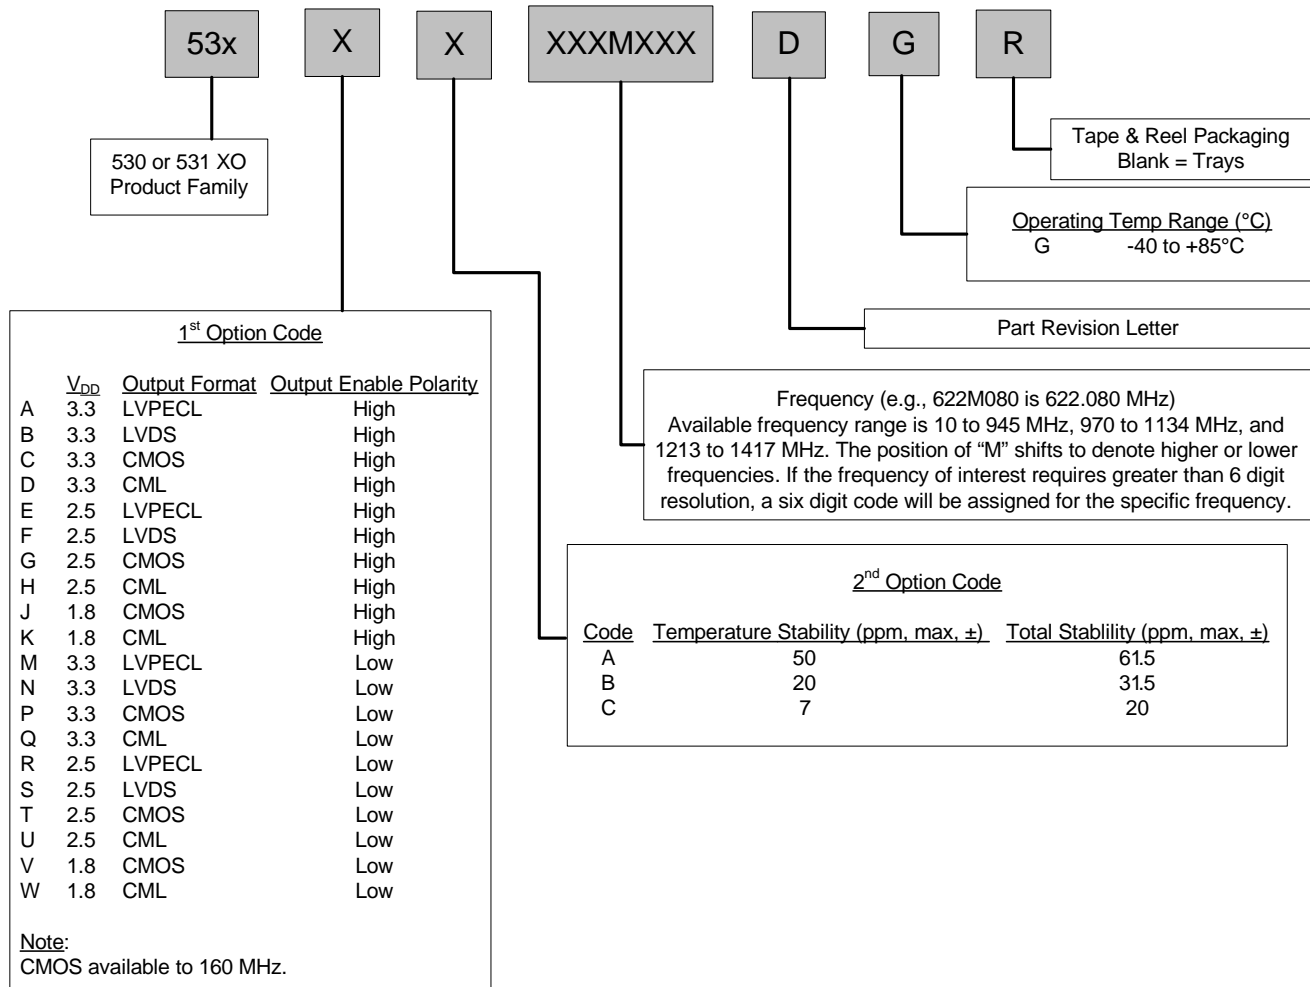 53x X X XXXMXXX D G R
530 or 531 XO
Product Family
Tape & Reel Packaging
Blank = Trays
Operating Temp Range (°C)
G -40 to +85°C
Part Revision Letter
Frequency (e.g., 622M080 is 622.080 MHz)
Available frequency range is 10 to 945 MHz, 970 to 1134 MHz, and
1213 to 1417 MHz. The position of “M” shifts to denote higher or lower
frequencies. If the frequency of interest requires greater than 6 digit
resolution, a six digit code will be assigned for the specific frequency.
1st Option Code
VDD Output Format Output Enable Polarity
A 3.3 LVPECL High
B 3.3 LVDS High
C 3.3 CMOS High
D 3.3 CML High
E 2.5 LVPECL High
F 2.5 LVDS High
G 2.5 CMOS High
H 2.5 CML High
J 1.8 CMOS High
K 1.8 CML High
M 3.3 LVPECL Low
N 3.3 LVDS Low
P 3.3 CMOS Low
Q 3.3 CML Low
R 2.5 LVPECL Low
S 2.5 LVDS Low
T 2.5 CMOS Low
U 2.5 CML Low
V 1.8 CMOS Low
W 1.8 CML Low
Note:
CMOS available to 160 MHz.
2nd Option Code
Code Temperature Stability (ppm, max, ±) Total Stablility (ppm, max, ±)
A 50 61.5
B 20 31.5
C 7 20